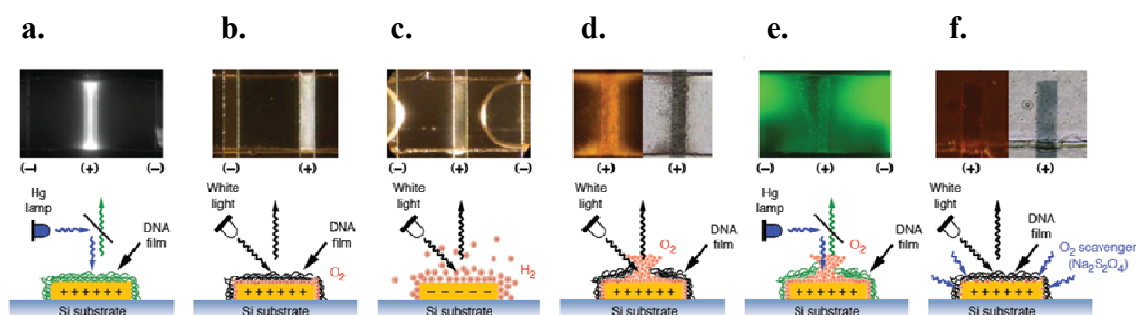 a. b. c. d. e. f.
(−) (+) (−)
(−) (+)
(−) (+) (−)
(+) (+)
(−) (+) (−)
(+) (+)
Hg
lamp
DNA
film
+ + + + + +
Si substrate
White
light
DNA
film
O2
+ + + + + +
Si substrate
White
light
H2
− − − − − −
Si substrate
White
light
O2
DNA
film
+ + + + + +
Si substrate
Hg
lamp
O2
DNA
film
+ + + + + +
Si substrate
White
light
DNA
film
O2 scavenger
(Na2S2O4)
+ + + + + +
Si substrate